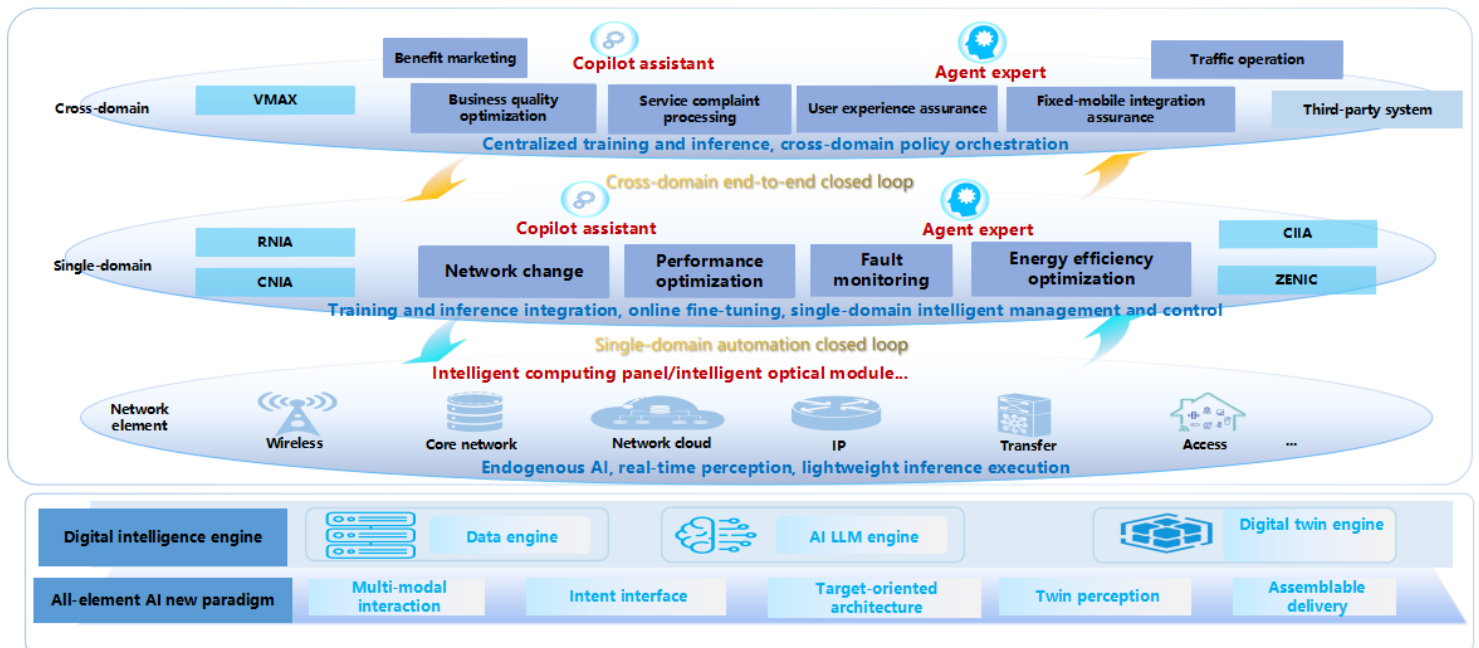 Benefit marketing
Copilot assistant
Agent expert
Traffic operation
Cross-domain
VMAX
Business quality
optimization
Service complaint
processing
User experience assurance
Fixed-mobile integration
assurance
Third-party system
Centralized training and inference, cross-domain policy orchestration
Cross-domain end-to-end closed loop
Copilot assistant
Agent expert
Single-domain
RNIA
CNIA
Network change
Performance
optimization
Fault
monitoring
Energy efficiency
optimization
CIIA
ZENIC
Training and inference integration, online fine-tuning, single-domain intelligent management and control
Single-domain automation closed loop
Intelligent computing panel/intelligent optical module...
Network
element
Wireless
Core network
Network cloud
IP
Transfer
Access
...
Endogenous AI, real-time perception, lightweight inference execution
Digital intelligence engine
Data engine
AI LLM engine
Digital twin engine
All-element AI new paradigm
Multi-modal
interaction
Intent interface
Target-oriented
architecture
Twin perception
Assemblable
delivery